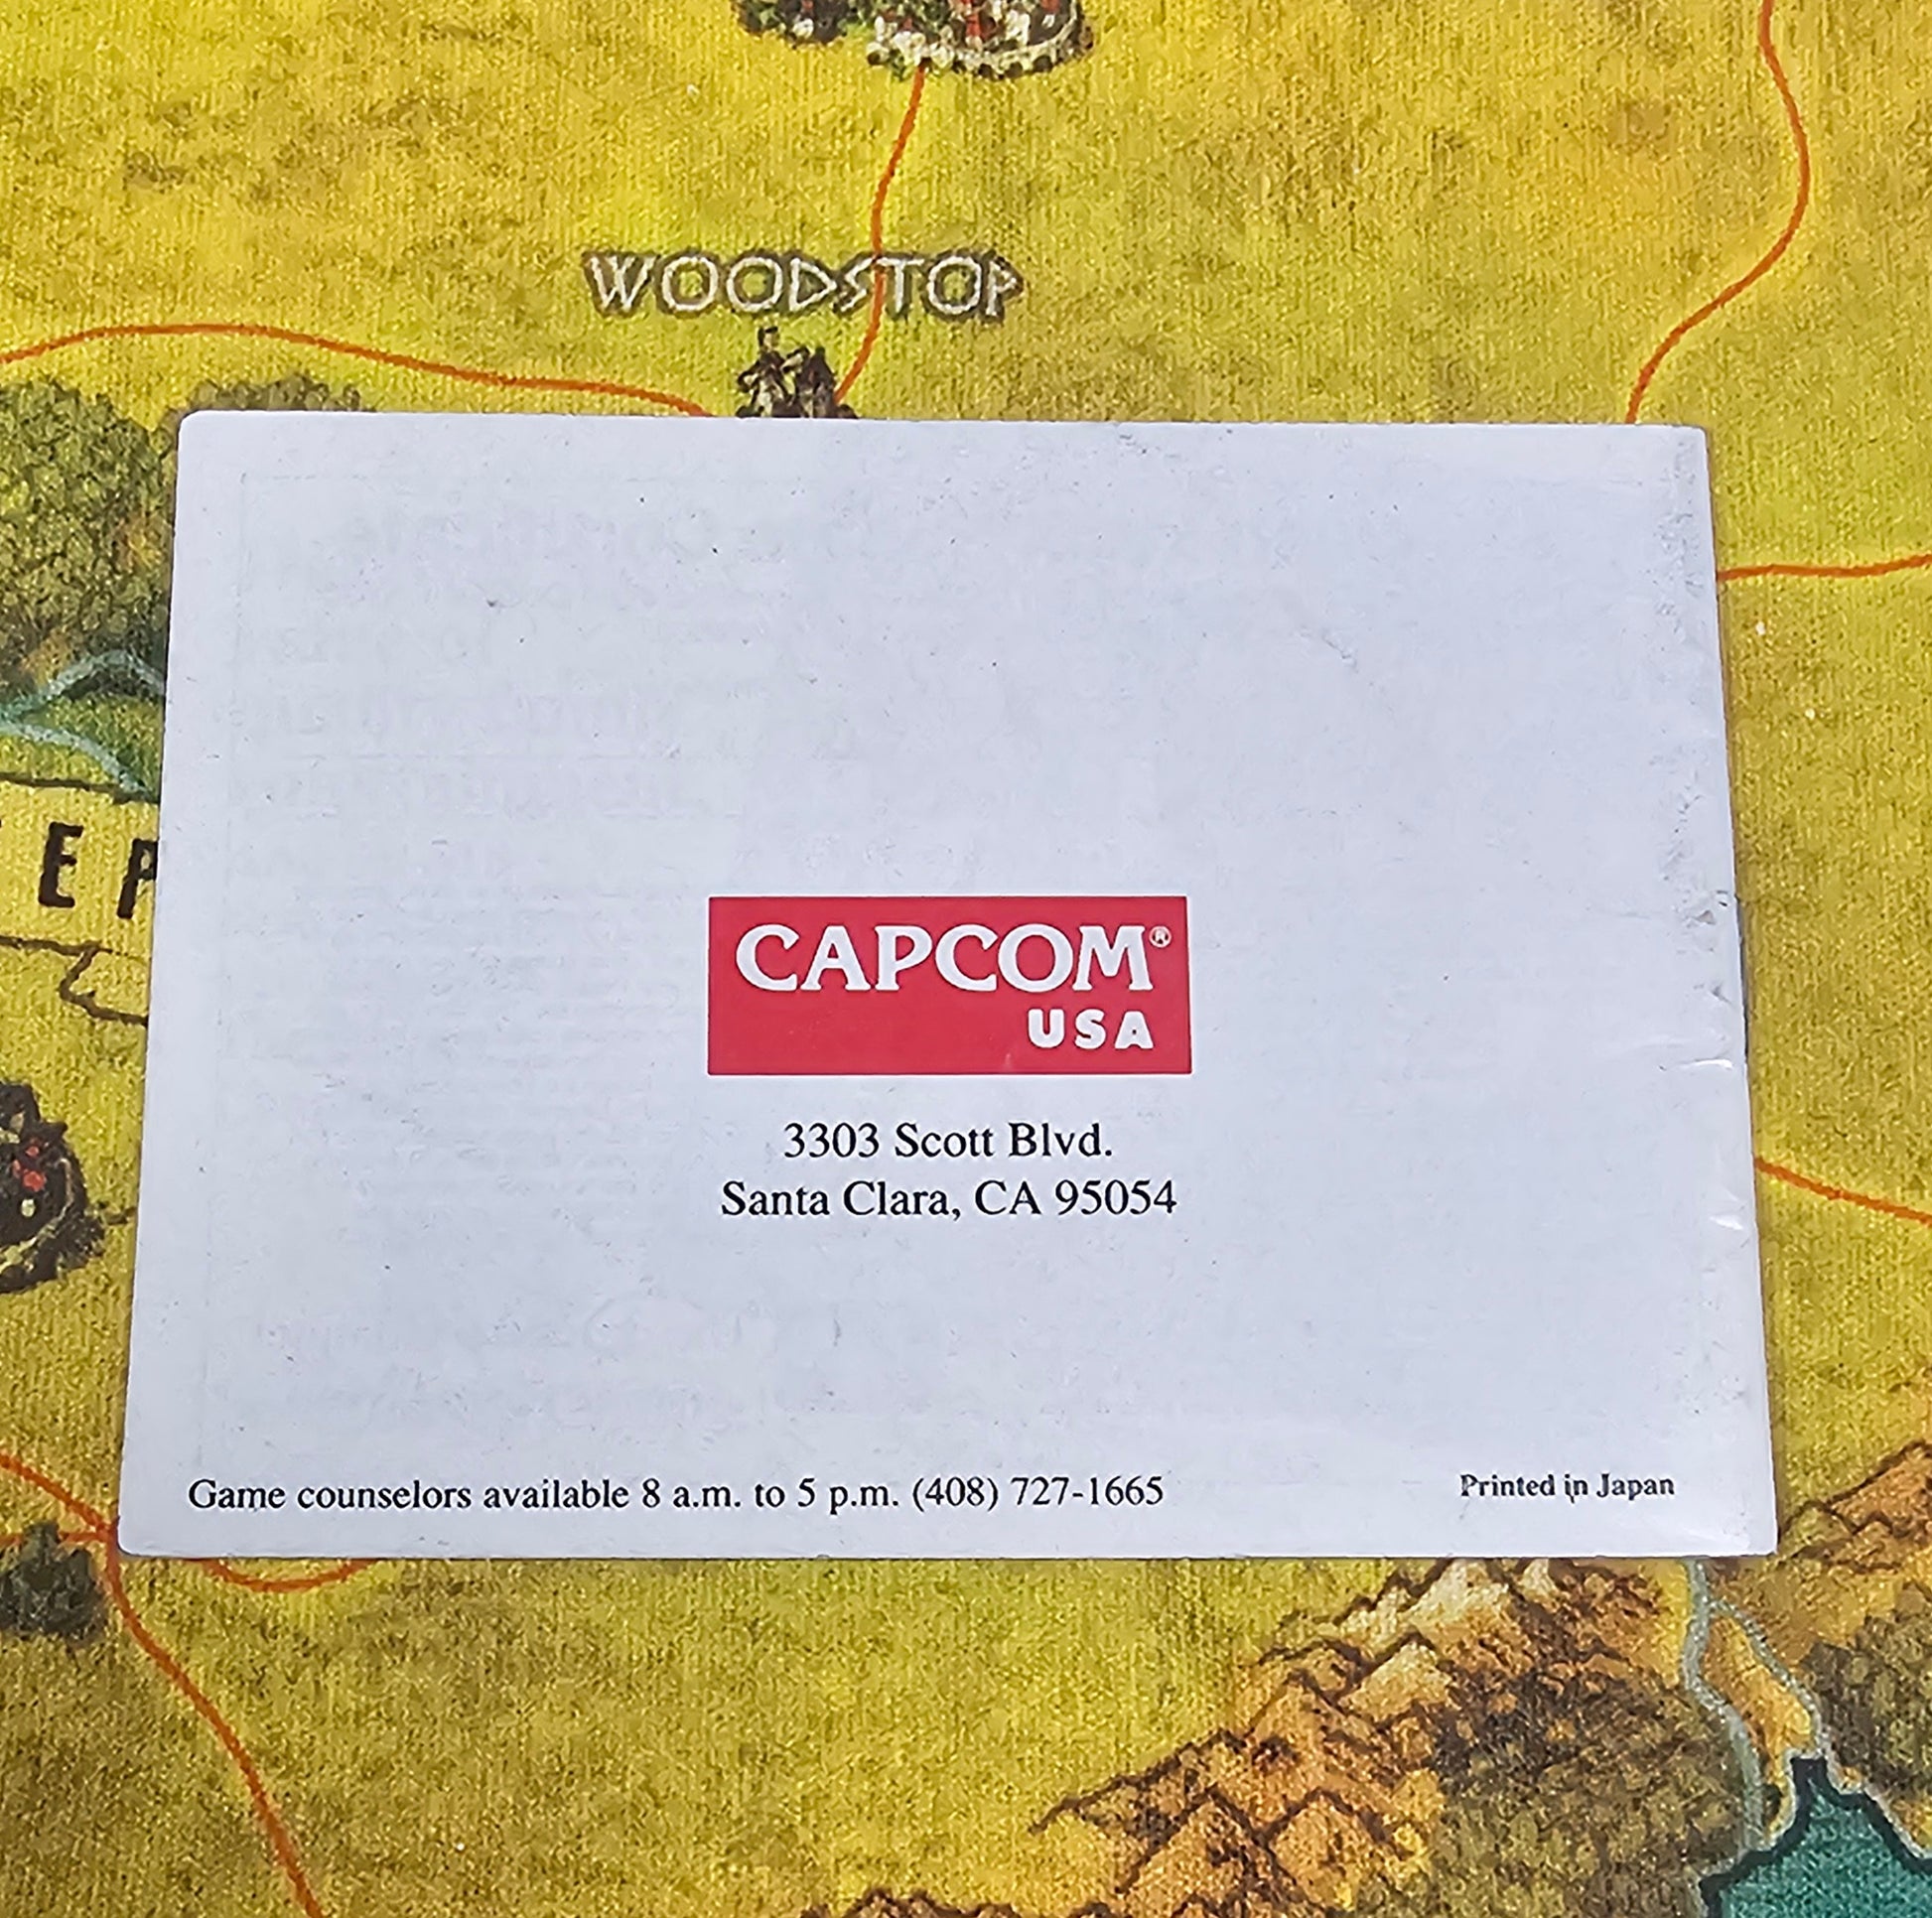 WOODSTOP
EP
CAPCOM®
USA
3303 Scott Blvd.
Santa Clara, CA 95054
Game counselors available 8 a.m. to 5 p.m. (408) 727-1665
Printed in Japan